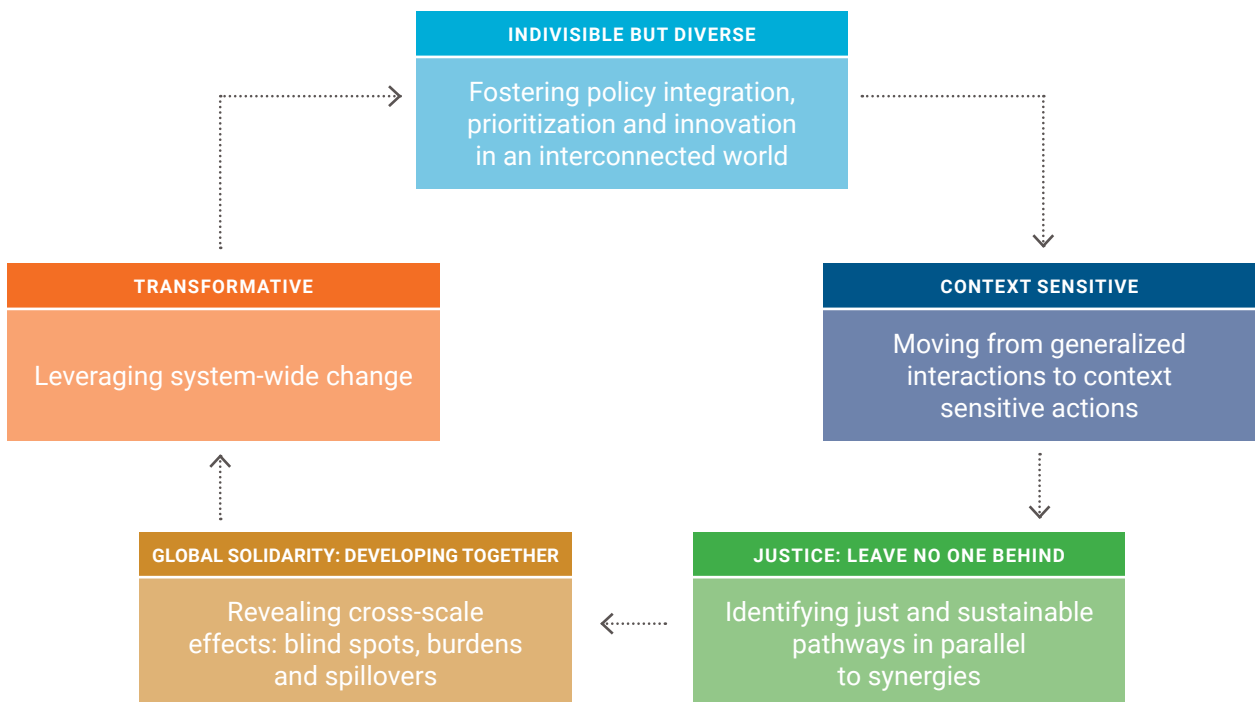 INDIVISIBLE BUT DIVERSE
Fostering policy integration,
prioritization and innovation
in an interconnected world
TRANSFORMATIVE
Leveraging system-wide change
CONTEXT SENSITIVE
Moving from generalized
interactions to context
sensitive actions
GLOBAL SOLIDARITY: DEVELOPING TOGETHER
Revealing cross-scale
effects: blind spots, burdens
and spillovers
JUSTICE: LEAVE NO ONE BEHIND
Identifying just and sustainable
pathways in parallel
to synergies